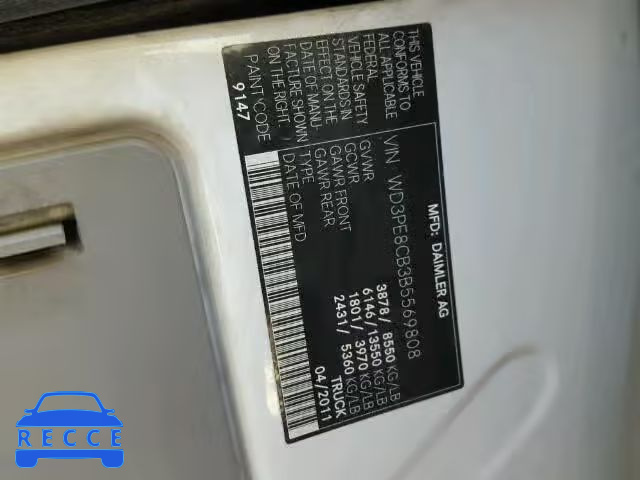 MFD: DAIMLER AG
VIN WD3PE8CB3B5569808
THIS VEHICLE
CONFORMS TO
ALL APPLICABLE
FEDERAL
VEHICLE SAFETY
STANDARDS IN
EFFECT ON THE
DATE OF MANU-
FACTURE SHOWN
ON THE RIGHT
PAINT CODE
9147
GVWR 3878/ 8550 KG/LB
GCWR 6146/ 13550 KG/LB
GAWR FRONT 1801/ 3970 KG/LB
GAWR REAR 2431/ 5360 KG/LB
TYPE TRUCK
DATE OF MFD 04/2011
RECCE